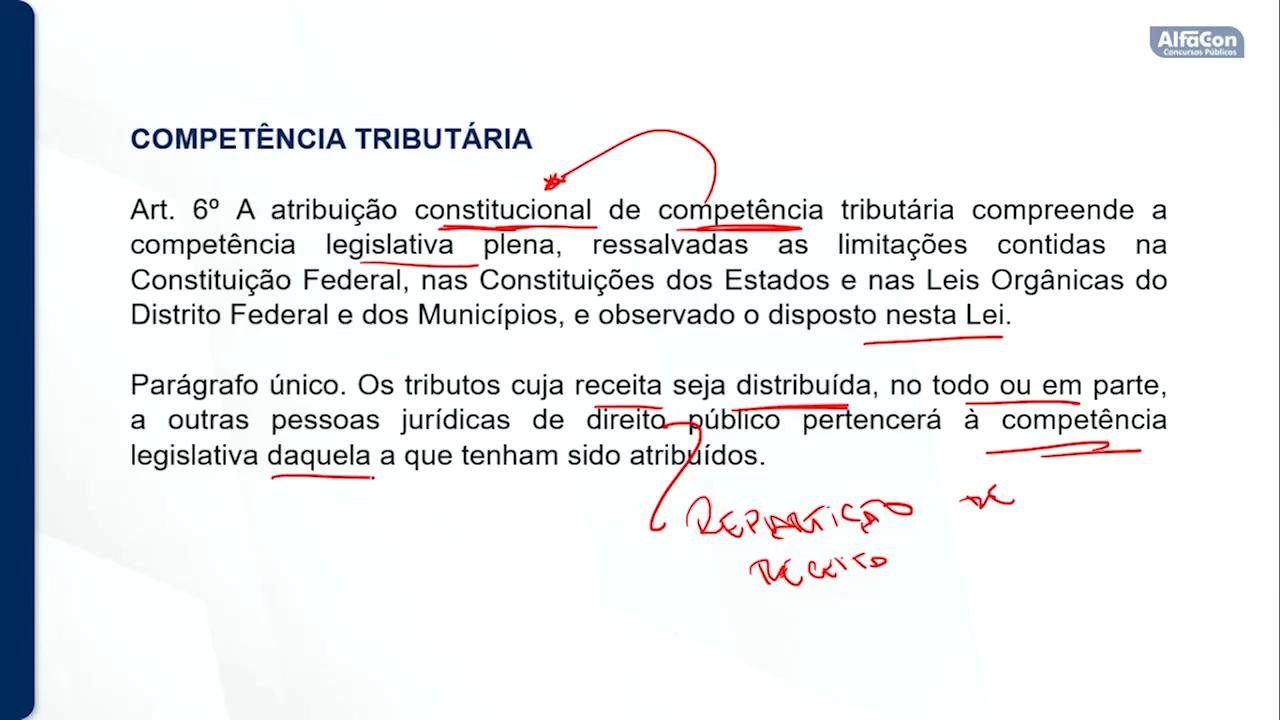 AlfaCon
Concursos Públicos
COMPETÊNCIA TRIBUTÁRIA
Art. 6º A atribuição constitucional de competência tributária compreende a
competência legislativa plena, ressalvadas as limitações contidas na
Constituição Federal, nas Constituições dos Estados e nas Leis Orgânicas do
Distrito Federal e dos Municípios, e observado o disposto nesta Lei.
Parágrafo único. Os tributos cuja receita seja distribuída, no todo ou em parte,
a outras pessoas jurídicas de direito público pertencerá à competência
legislativa daquela a que tenham sido atribuídos.
REPARTIÇÃO DE
RECEITA